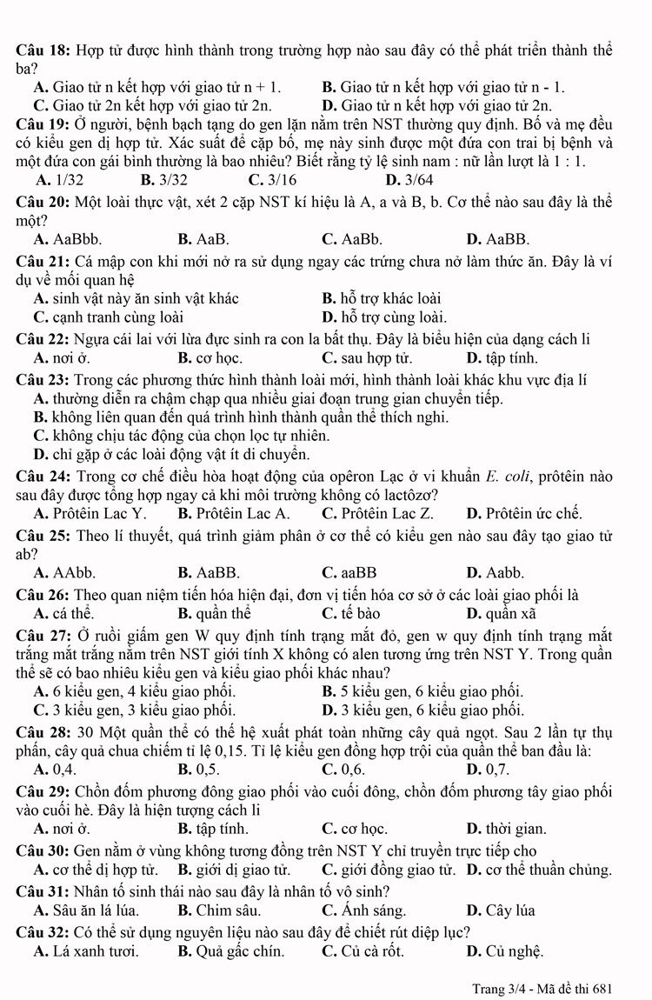 Câu 18: Hợp tử được hình thành trong trường hợp nào sau đây có thể phát triển thành thể
ba?
A. Giao tử n kết hợp với giao tử n + 1. B. Giao tử n kết hợp với giao tử n - 1.
C. Giao tử 2n kết hợp với giao tử 2n. D. Giao tử n kết hợp với giao tử 2n.
Câu 19: Ở người, bệnh bạch tạng do gen lặn nằm trên NST thường quy định. Bố và mẹ đều
có kiểu gen dị hợp tử. Xác suất để cặp bố, mẹ này sinh được một đứa con trai bị bệnh và
một đứa con gái bình thường là bao nhiêu? Biết rằng tỷ lệ sinh nam : nữ lần lượt là 1 : 1.
A. 1/32 B. 3/32 C. 3/16 D. 3/64
Câu 20: Một loài thực vật, xét 2 cặp NST kí hiệu là A, a và B, b. Cơ thể nào sau đây là thể
một?
A. AaBbb. B. AaB. C. AaBb. D. AaBB.
Câu 21: Cá mập con khi mới nở ra sử dụng ngay các trứng chưa nở làm thức ăn. Đây là ví
dụ về mối quan hệ
A. sinh vật này ăn sinh vật khác B. hỗ trợ khác loài
C. cạnh tranh cùng loài D. hỗ trợ cùng loài.
Câu 22: Ngựa cái lai với lừa đực sinh ra con la bất thụ. Đây là biểu hiện của dạng cách li
A. nơi ở. B. cơ học. C. sau hợp tử. D. tập tính.
Câu 23: Trong các phương thức hình thành loài mới, hình thành loài khác khu vực địa lí
A. thường diễn ra chậm chạp qua nhiều giai đoạn trung gian chuyển tiếp.
B. không liên quan đến quá trình hình thành quần thể thích nghi.
C. không chịu tác động của chọn lọc tự nhiên.
D. chỉ gặp ở các loài động vật ít di chuyển.
Câu 24: Trong cơ chế điều hòa hoạt động của opêron Lạc ở vi khuẩn E. coli, prôtêin nào
sau đây được tổng hợp ngay cả khi môi trường không có lactôzơ?
A. Prôtêin Lac Y. B. Prôtêin Lac A. C. Prôtêin Lac Z. D. Prôtêin ức chế.
Câu 25: Theo lí thuyết, quá trình giảm phân ở cơ thể có kiểu gen nào sau đây tạo giao tử
ab?
A. AAbb. B. AaBB. C. aaBB D. Aabb.
Câu 26: Theo quan niệm tiến hóa hiện đại, đơn vị tiến hóa cơ sở ở các loài giao phối là
A. cá thể. B. quần thể C. tế bào D. quần xã
Câu 27: Ở ruồi giấm gen W quy định tính trạng mắt đỏ, gen w quy định tính trạng mắt
trắng mắt trắng nằm trên NST giới tính X không có alen tương ứng trên NST Y. Trong quần
thể sẽ có bao nhiêu kiểu gen và kiểu giao phối khác nhau?
A. 6 kiểu gen, 4 kiểu giao phối. B. 5 kiểu gen, 6 kiểu giao phối.
C. 3 kiểu gen, 3 kiểu giao phối. D. 3 kiểu gen, 6 kiểu giao phối.
Câu 28: 30 Một quần thể có thế hệ xuất phát toàn những cây quả ngọt. Sau 2 lần tự thụ
phấn, cây quả chua chiếm tỉ lệ 0,15. Tỉ lệ kiểu gen đồng hợp trội của quần thể ban đầu là:
A. 0,4. B. 0,5. C. 0,6. D. 0,7.
Câu 29: Chồn đốm phương đông giao phối vào cuối đông, chồn đốm phương tây giao phối
vào cuối hè. Đây là hiện tượng cách li
A. nơi ở. B. tập tính. C. cơ học. D. thời gian.
Câu 30: Gen nằm ở vùng không tương đồng trên NST Y chỉ truyền trực tiếp cho
A. cơ thể dị hợp tử. B. giới dị giao tử. C. giới đồng giao tử. D. cơ thể thuần chủng.
Câu 31: Nhân tố sinh thái nào sau đây là nhân tố vô sinh?
A. Sâu ăn lá lúa. B. Chim sâu. C. Ánh sáng. D. Cây lúa
Câu 32: Có thể sử dụng nguyên liệu nào sau đây để chiết rút diệp lục?
A. Lá xanh tươi. B. Quả gấc chín. C. Củ cà rốt. D. Củ nghệ.
Trang 3/4 - Mã đề thi 681